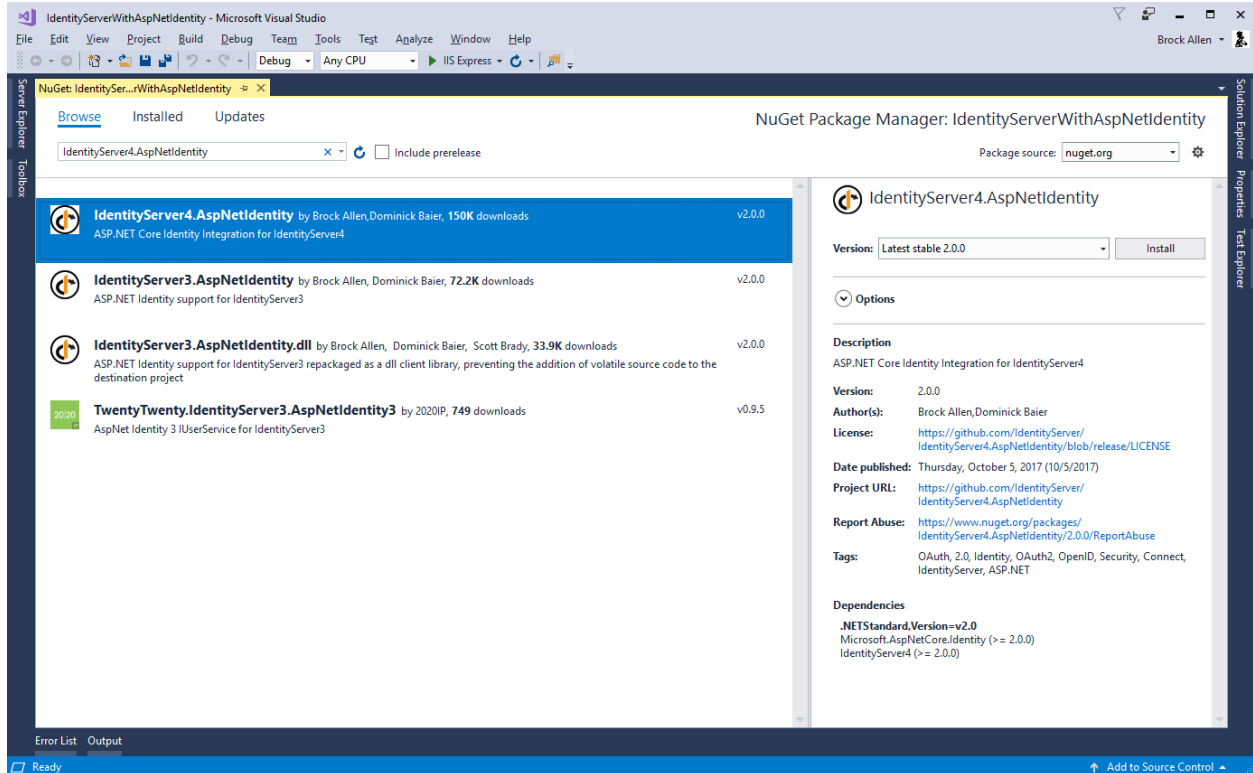 IdentityServerWithAspNetIdentity - Microsoft Visual Studio
File Edit View Project Build Debug Team Tools Test Analyze Window Help
Brock Allen
Debug Any CPU IIS Express
Server Explorer
Toolbox
NuGet: IdentitySer...rWithAspNetIdentity
Browse Installed Updates
NuGet Package Manager: IdentityServerWithAspNetIdentity
IdentityServer4.AspNetIdentity
Include prerelease
Package source: nuget.org
IdentityServer4.AspNetIdentity by Brock Allen,Dominick Baier, 150K downloads v2.0.0
ASP.NET Core Identity Integration for IdentityServer4
IdentityServer3.AspNetIdentity by Brock Allen, Dominick Baier, 72.2K downloads v2.0.0
ASP.NET Identity support for IdentityServer3
IdentityServer3.AspNetIdentity.dll by Brock Allen, Dominick Baier, Scott Brady, 33.9K downloads v2.0.0
ASP.NET Identity support for IdentityServer3 repackaged as a dll client library, preventing the addition of volatile source code to the
destination project
20|20
TwentyTwenty.IdentityServer3.AspNetIdentity3 by 2020IP, 749 downloads v0.9.5
AspNet Identity 3 IUserService for IdentityServer3
IdentityServer4.AspNetIdentity
Version: Latest stable 2.0.0 Install
Options
Description
ASP.NET Core Identity Integration for IdentityServer4
Version: 2.0.0
Author(s): Brock Allen,Dominick Baier
License: https://github.com/IdentityServer/
IdentityServer4.AspNetIdentity/blob/release/LICENSE
Date published: Thursday, October 5, 2017 (10/5/2017)
Project URL: https://github.com/IdentityServer/
IdentityServer4.AspNetIdentity
Report Abuse: https://www.nuget.org/packages/
IdentityServer4.AspNetIdentity/2.0.0/ReportAbuse
Tags: OAuth, 2.0, Identity, OAuth2, OpenID, Security, Connect,
IdentityServer, ASP.NET
Dependencies
.NETStandard,Version=v2.0
Microsoft.AspNetCore.Identity (>= 2.0.0)
IdentityServer4 (>= 2.0.0)
Solution Explorer
Properties
Test Explorer
Error List Output
Ready
Add to Source Control